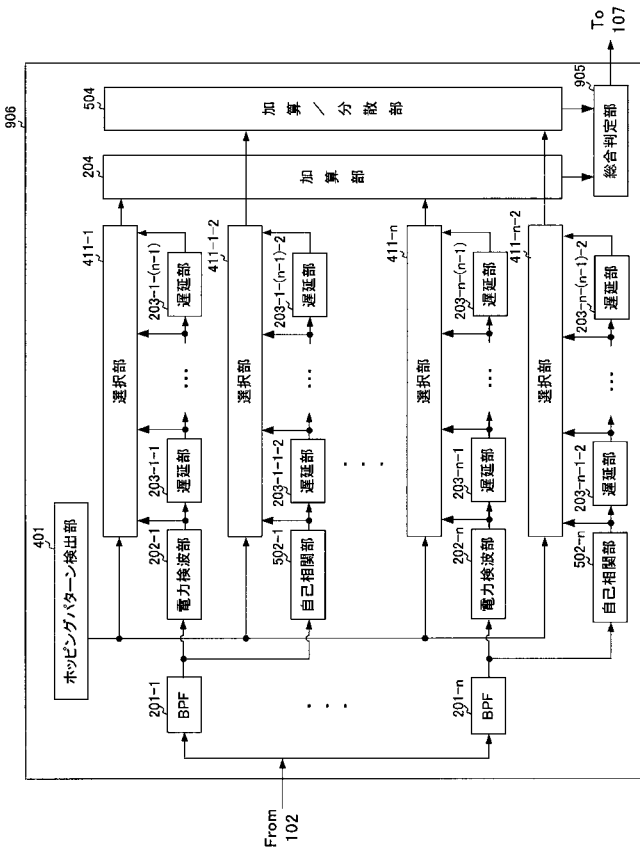 906
ホッピングパターン検出部
401
411-1
選択部
203-1-1
遅延部
...
203-1-(n-1)
遅延部
202-1
電力検波部
201-1
BPF
411-1-2
選択部
502-1
自己相関部
203-1-1-2
遅延部
...
203-1-(n-1)-2
遅延部
...
...
411-n
選択部
201-n
BPF
202-n
電力検波部
203-n-1
遅延部
...
203-n-(n-1)
遅延部
411-n-2
選択部
502-n
自己相関部
203-n-1-2
遅延部
...
203-n-(n-1)-2
遅延部
204
加算部
504
加算/分散部
905
総合判定部
From
102
To
107